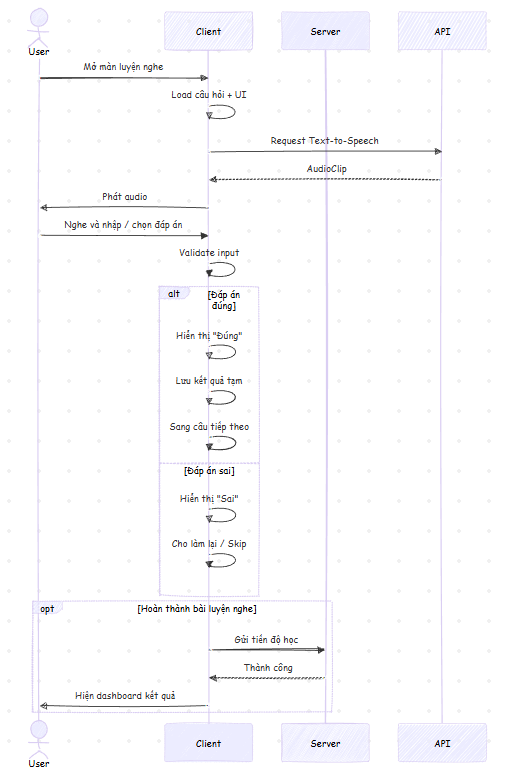 User
Client
Server
API
Mở màn luyện nghe
Load câu hỏi + UI
Request Text-to-Speech
AudioClip
Phát audio
Nghe và nhập / chọn đáp án
Validate input
alt
[Đáp án
đúng]
Hiển thị "Đúng"
Lưu kết quả tạm
Sang câu tiếp theo
[Đáp án sai]
Hiển thị "Sai"
Cho làm lại / Skip
opt
[Hoàn thành bài luyện nghe]
Gửi tiến độ học
Thành công
Hiện dashboard kết quả
User
Client
Server
API